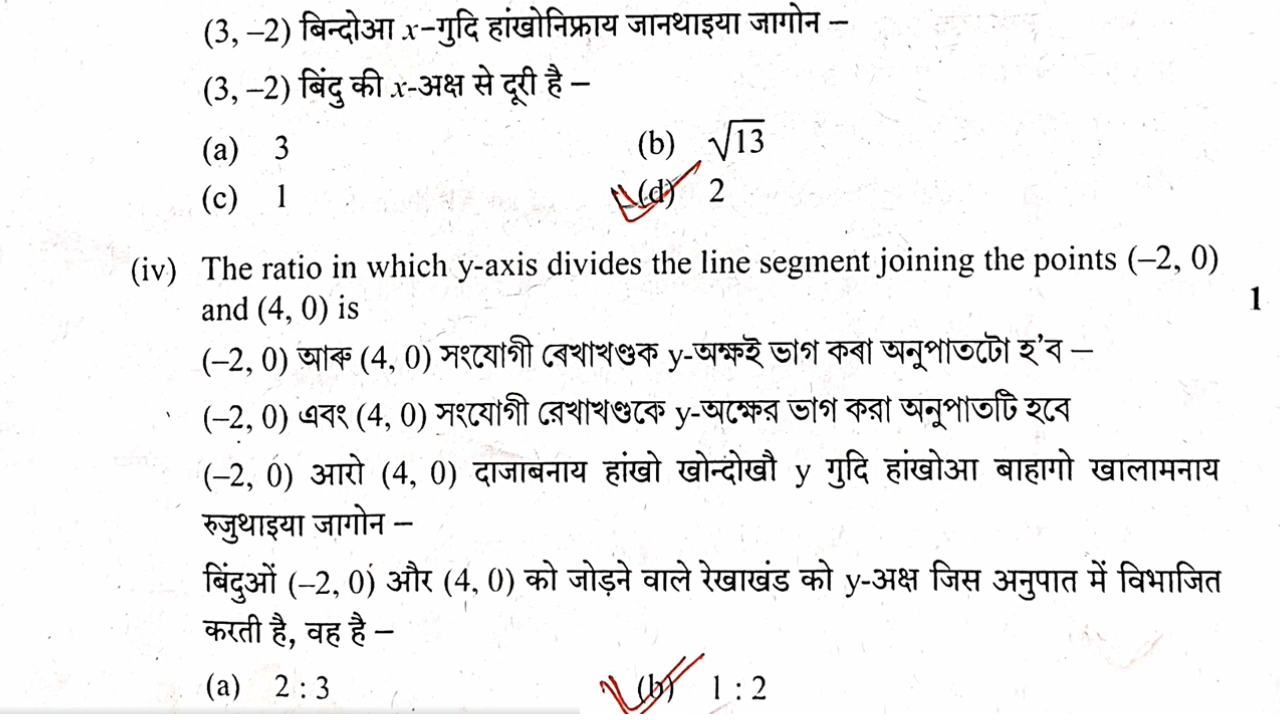 (3, –2) बिन्दोआ x-गुदि हांखोनिफ्राय जानथाइया जागोन –
(3, –2) बिंदु की x-अक्ष से दूरी है –
(a) 3 (b) √13
(c) 1 (d) 2
(iv) The ratio in which y-axis divides the line segment joining the points (–2, 0)
and (4, 0) is 1
(–2, 0) আৰু (4, 0) সংযোগী ৰেখাখণ্ডক y-অক্ষই ভাগ কৰা অনুপাতটো হ'ব –
(–2, 0) এবং (4, 0) সংযোগী রেখাখণ্ডকে y-অক্ষের ভাগ করা অনুপাতটি হবে
(–2, 0) आरो (4, 0) दाजाबनाय हांखो खोन्दोखौ y गुदि हांखोआ बाहागो खालामनाय
रुजुथाइया जागोन –
बिंदुओं (–2, 0) और (4, 0) को जोड़ने वाले रेखाखंड को y-अक्ष जिस अनुपात में विभाजित
करती है, वह है –
(a) 2 : 3 (b) 1 : 2